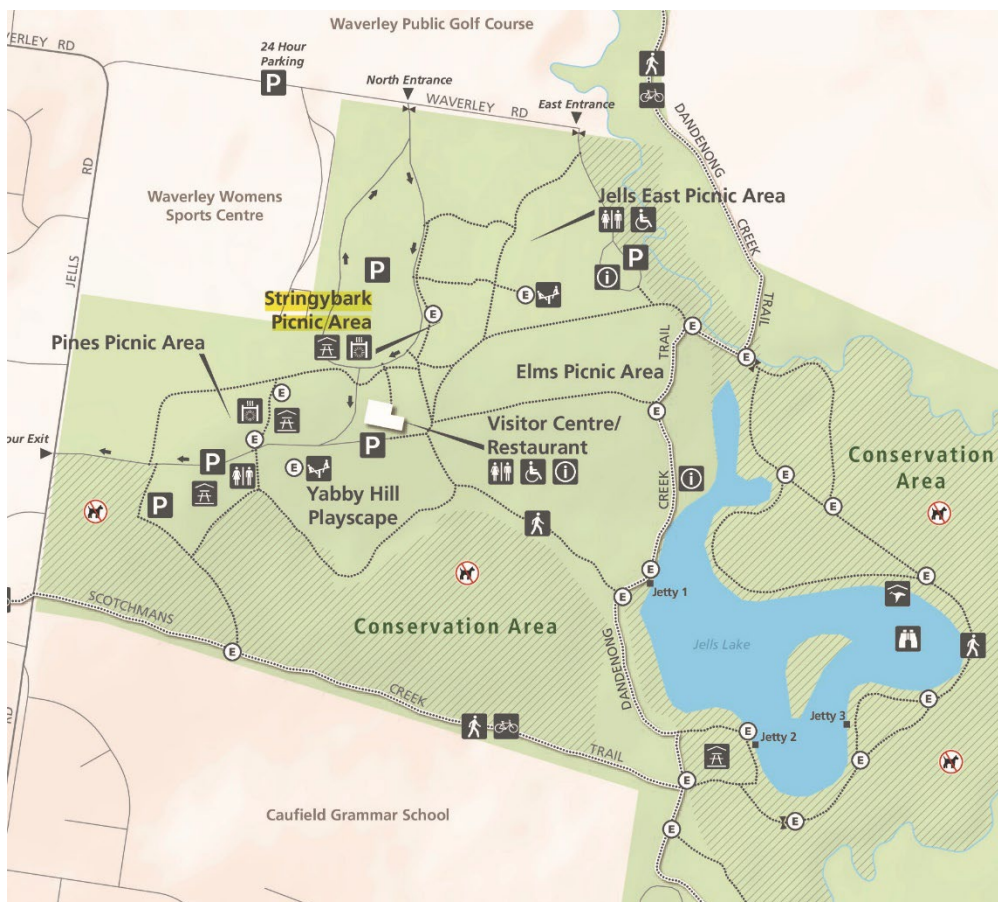 Waverley Public Golf Course
VERLEY RD
24 Hour
Parking
P
North Entrance
WAVERLEY RD
East Entrance
DANDENONG
CREEK
TRAIL
RD
JELLS
Waverley Womens
Sports Centre
Jells East Picnic Area
P
i
P
E
Stringybark
Picnic Area
E
Pines Picnic Area
E
E
TRAIL
E
Elms Picnic Area
E
CREEK
E
Visitor Centre/
Restaurant
i
i
P
our Exit
P
E
Yabby Hill
Playscape
P
Conservation
Area
E
E
E
E
Jetty 1
E
SCOTCHMANS
Conservation Area
Jells Lake
DANDENONG
E
CREEK
E
RD
TRAIL
E
Jetty 2
Jetty 3
E
E
E
E
Caufield Grammar School